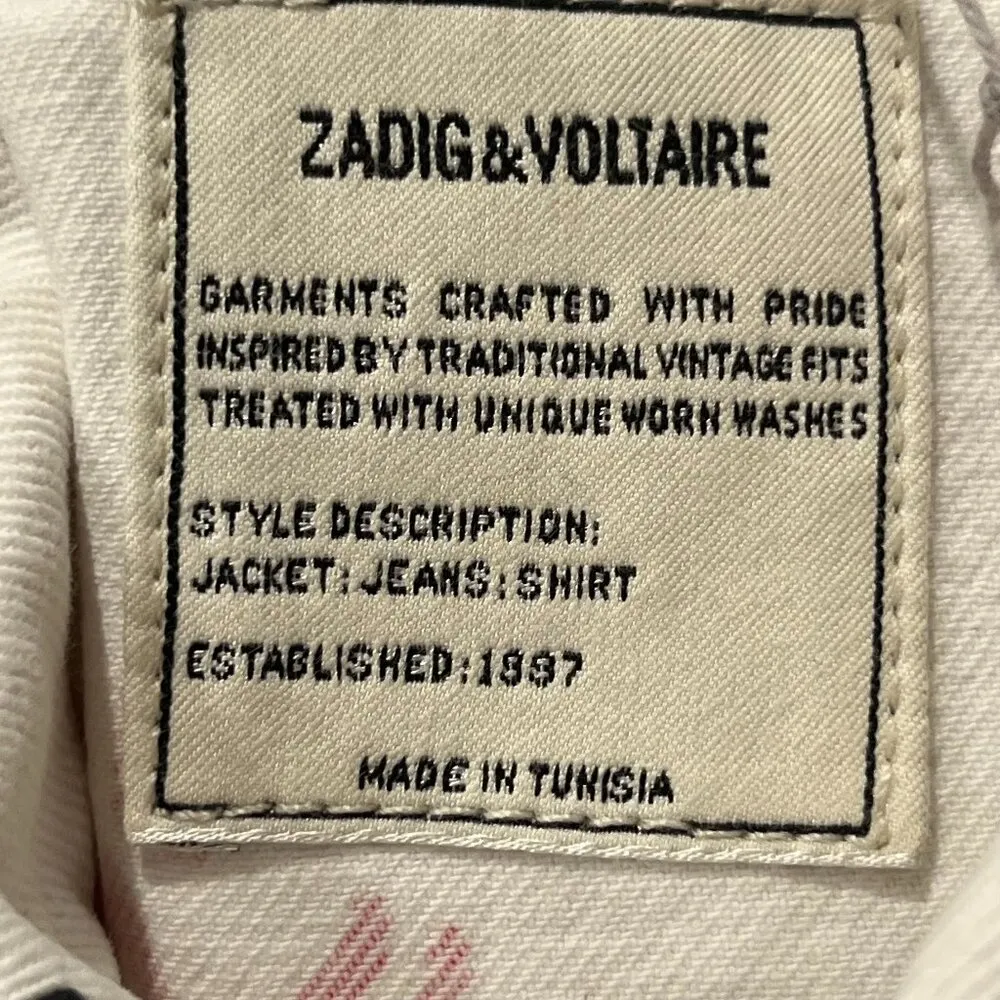 ZADIG&VOLTAIRE
GARMENTS CRAFTED WITH PRIDE
INSPIRED BY TRADITIONAL VINTAGE FITS
TREATED WITH UNIQUE WORN WASHES
STYLE DESCRIPTION:
JACKET: JEANS: SHIRT
ESTABLISHED: 1997
MADE IN TUNISIA